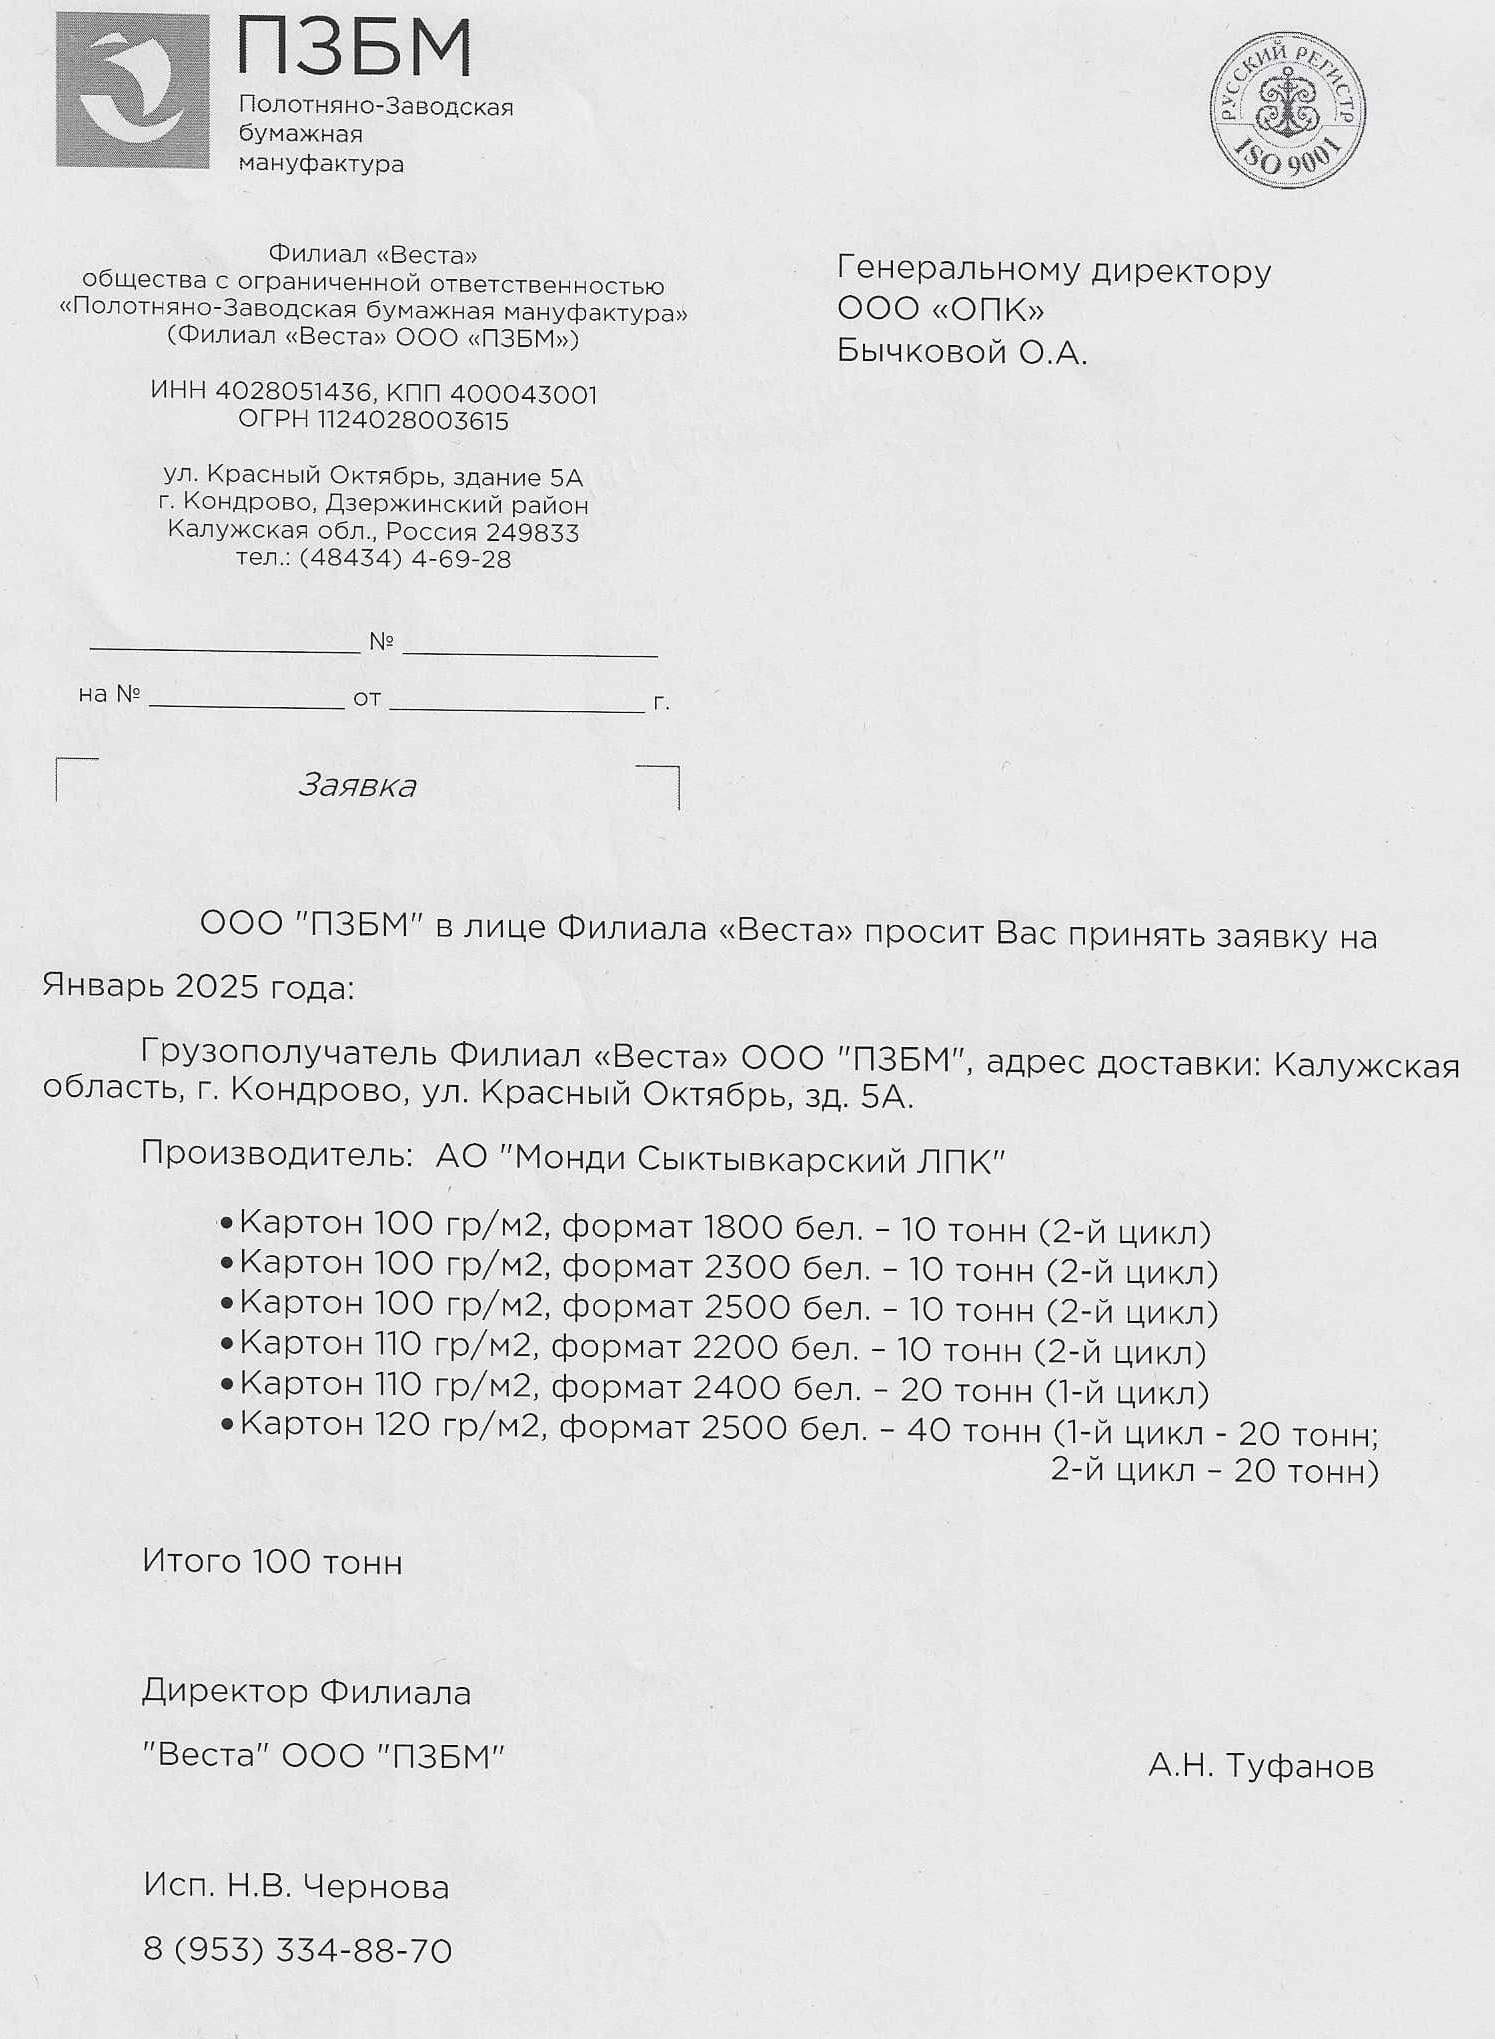 ПЗБМ
Полотняно-Заводская
бумажная
мануфактура
РУССКИЙ РЕГИСТР
ISO 9001
Филиал «Веста»
общества с ограниченной ответственностью
«Полотняно-Заводская бумажная мануфактура»
(Филиал «Веста» ООО «ПЗБМ»)
ИНН 4028051436, КПП 400043001
ОГРН 1124028003615
ул. Красный Октябрь, здание 5А
г. Кондрово, Дзержинский район
Калужская обл., Россия 249833
тел.: (48434) 4-69-28
Генеральному директору
ООО «ОПК»
Бычковой О.А.
№
на № от г.
Заявка
ООО "ПЗБМ" в лице Филиала «Веста» просит Вас принять заявку на
Январь 2025 года:
Грузополучатель Филиал «Веста» ООО "ПЗБМ", адрес доставки: Калужская
область, г. Кондрово, ул. Красный Октябрь, зд. 5А.
Производитель: АО "Монди Сыктывкарский ЛПК"
•Картон 100 гр/м2, формат 1800 бел. – 10 тонн (2-й цикл)
•Картон 100 гр/м2, формат 2300 бел. – 10 тонн (2-й цикл)
•Картон 100 гр/м2, формат 2500 бел. – 10 тонн (2-й цикл)
•Картон 110 гр/м2, формат 2200 бел. – 10 тонн (2-й цикл)
•Картон 110 гр/м2, формат 2400 бел. – 20 тонн (1-й цикл)
•Картон 120 гр/м2, формат 2500 бел. – 40 тонн (1-й цикл - 20 тонн;
2-й цикл – 20 тонн)
Итого 100 тонн
Директор Филиала
"Веста" ООО "ПЗБМ"
А.Н. Туфанов
Исп. Н.В. Чернова
8 (953) 334-88-70